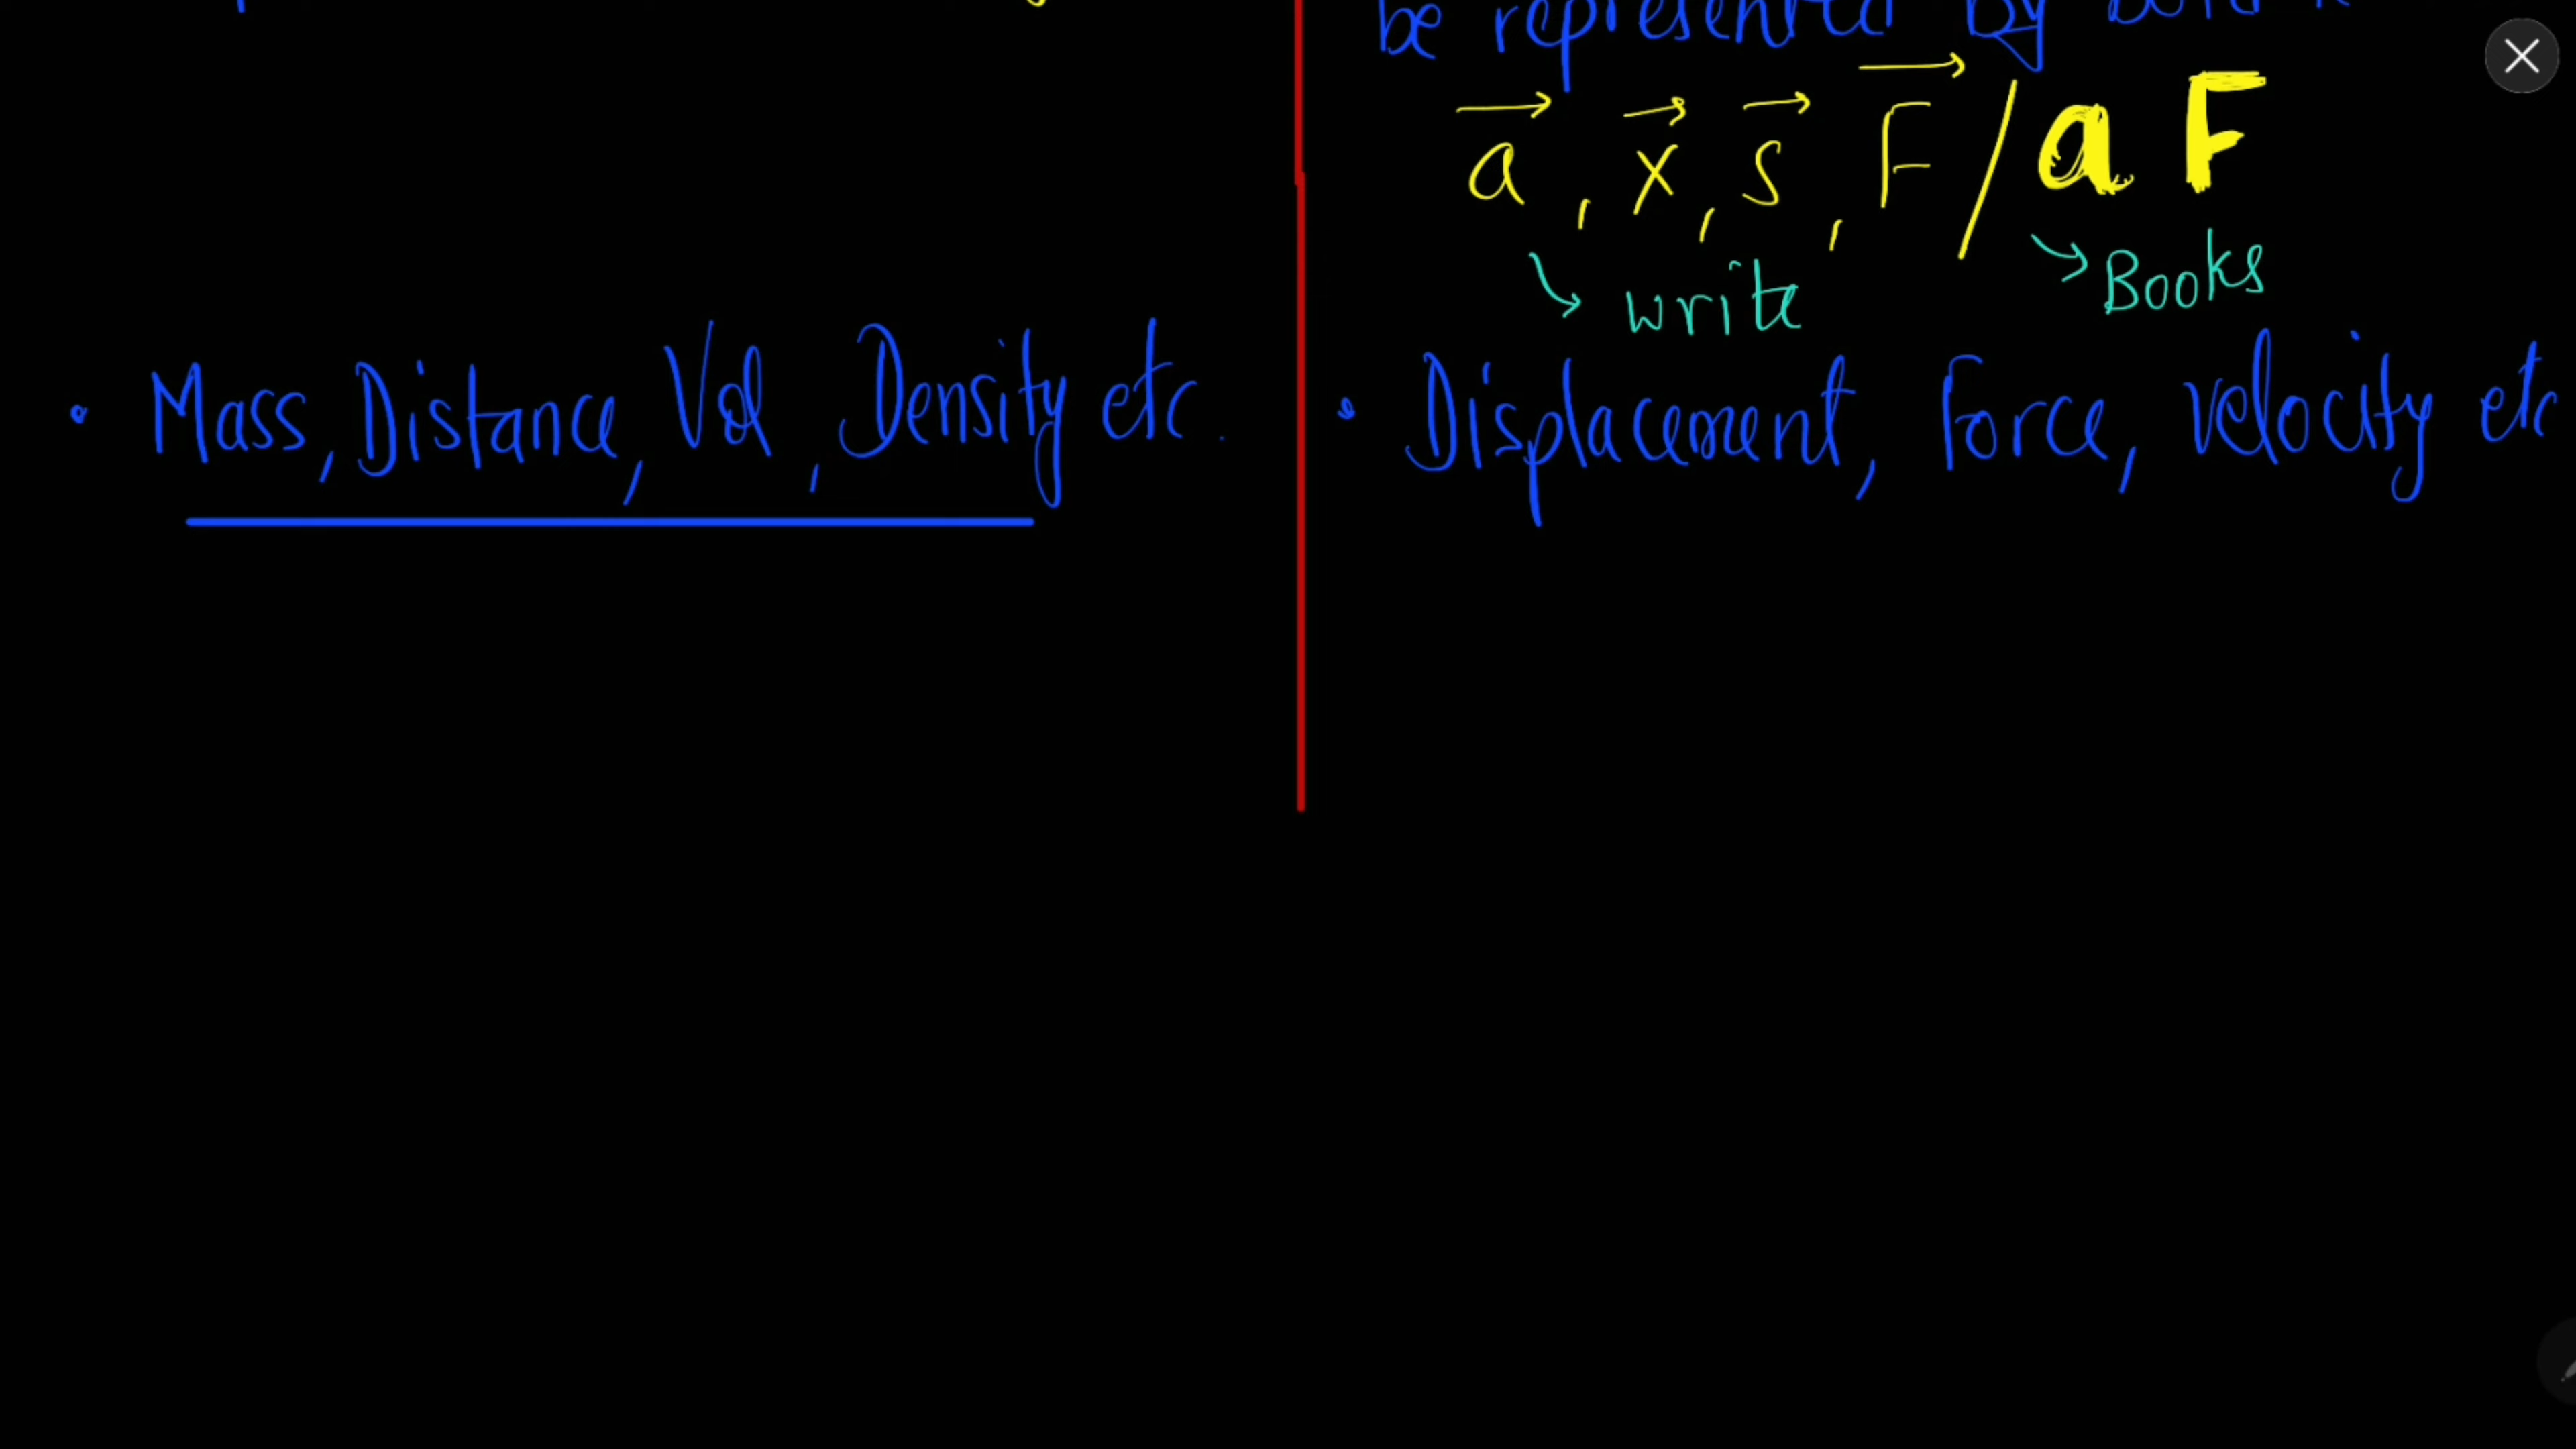 be represented by
a⃗, x⃗, s⃗, F⃗ / a F
↘ write
↘ Books
• Mass, Distance, Vol, Density etc.
• Displacement, Force, velocity etc